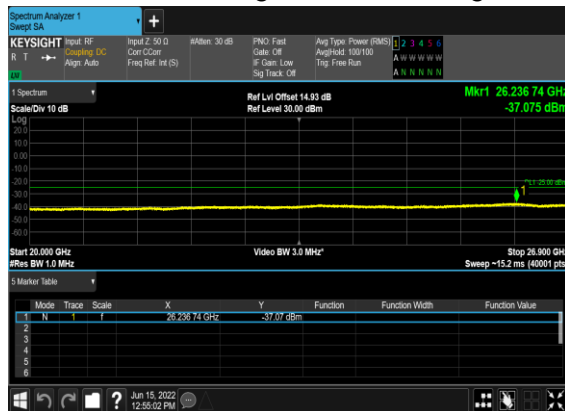 Spectrum Analyzer 1
Swept SA
+
KEYSIGHT Input: RF Input Z: 50 Ω #Atten: 30 dB PNO: Fast Avg Type: Power (RMS) 1 2 3 4 5 6
R T Coupling: DC Corr CCorr Gate: Off Avg|Hold: 100/100 A W W W W W
Align: Auto Freq Ref: Int (S) IF Gain: Low Trig: Free Run
Sig Track: Off A N N N N N
1 Spectrum Ref Lvl Offset 14.93 dB Mkr1 26.236 74 GHz
Scale/Div 10 dB Ref Level 30.00 dBm -37.075 dBm
Log
20.0
10.0
0.00
-10.0
-20.0
DL1 -25.00 dBm
-30.0
1
-40.0
-50.0
-60.0
Start 20.000 GHz Video BW 3.0 MHz* Stop 26.900 GHz
#Res BW 1.0 MHz Sweep ~15.2 ms (40001 pts)
5 Marker Table
Mode Trace Scale X Y Function Function Width Function Value
1 N 1 f 26.236 74 GHz -37.07 dBm
2
3
4
5
6
? Jun 15, 2022
12:55:02 PM